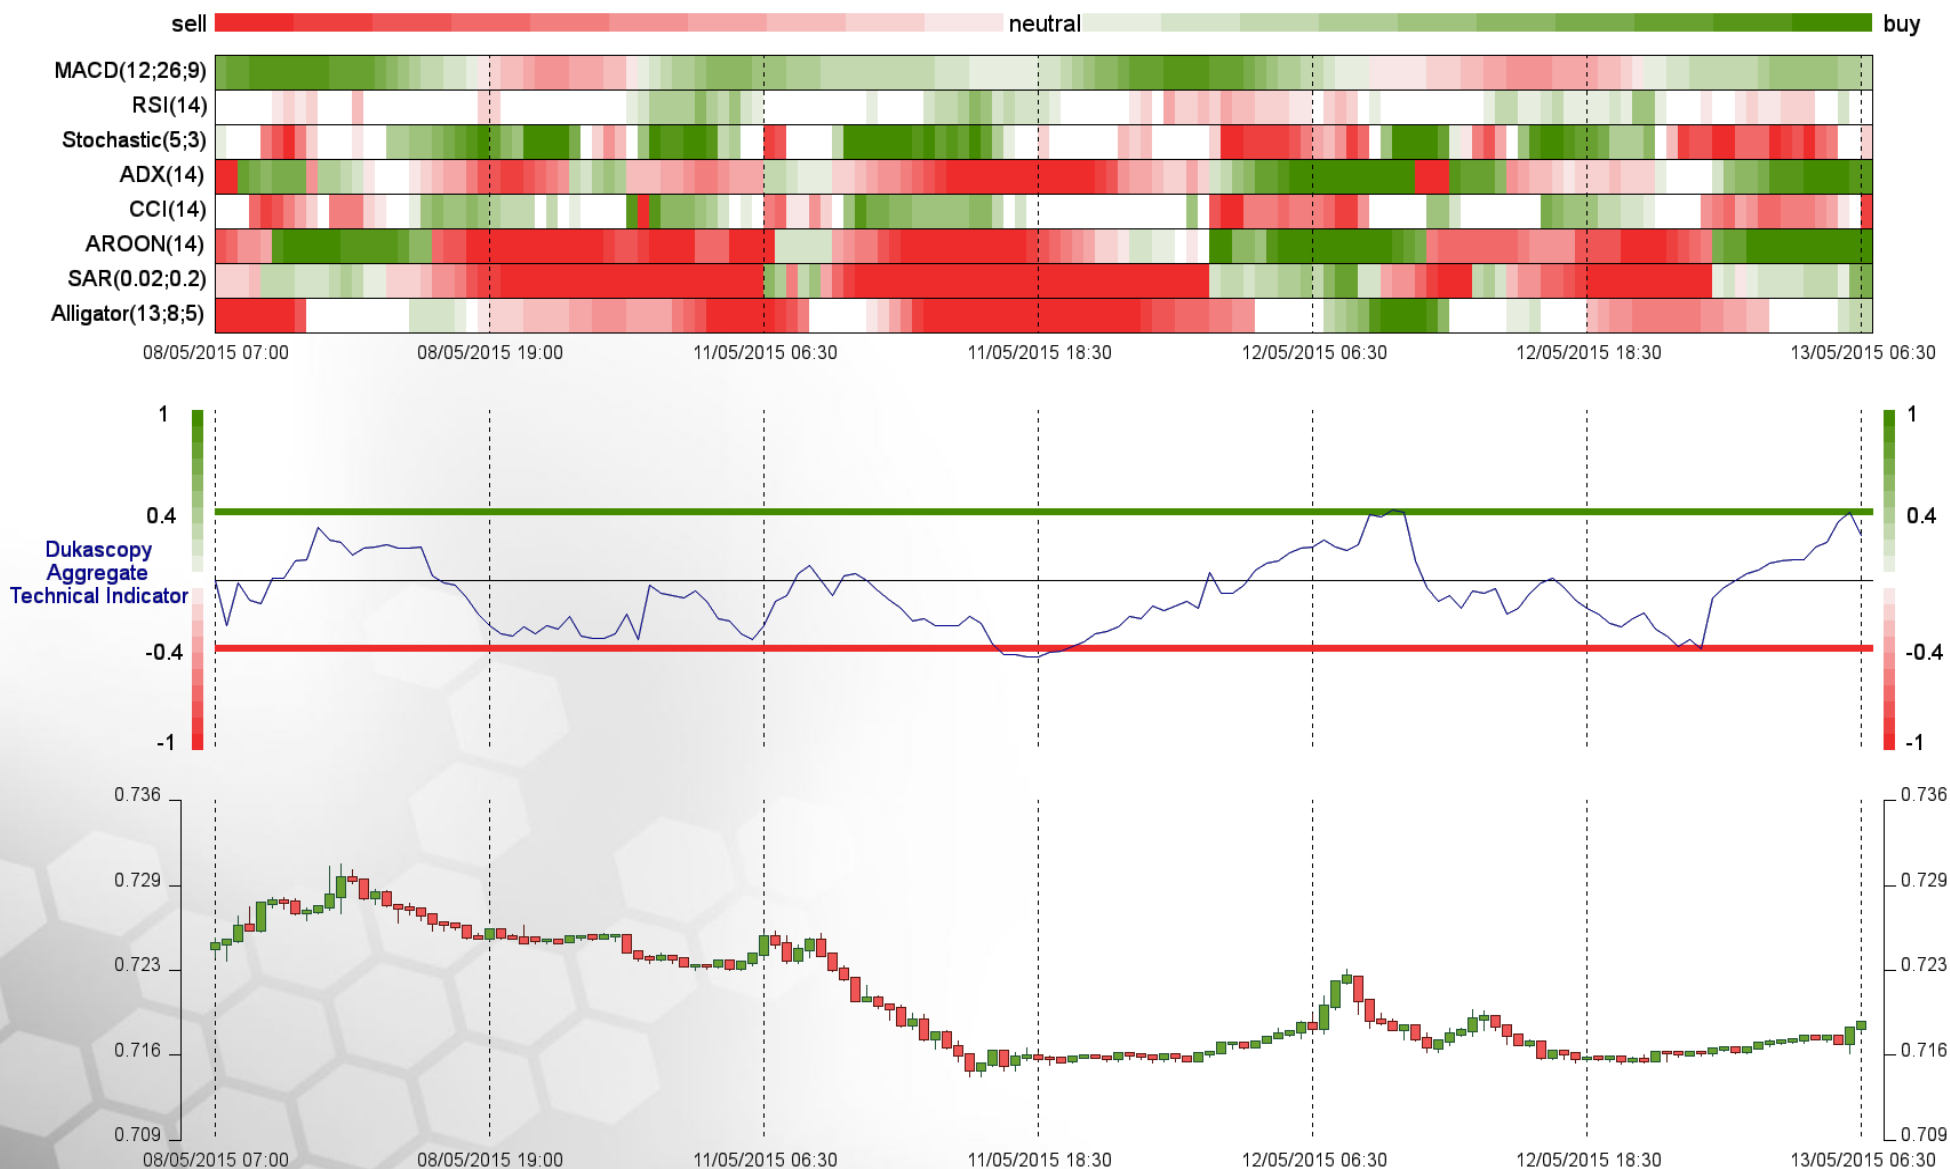 sell neutral buy
MACD(12;26;9)
RSI(14)
Stochastic(5;3)
ADX(14)
CCI(14)
AROON(14)
SAR(0.02;0.2)
Alligator(13;8;5)
08/05/2015 07:00 08/05/2015 19:00 11/05/2015 06:30 11/05/2015 18:30 12/05/2015 06:30 12/05/2015 18:30 13/05/2015 06:30
1 1
0.4 0.4
Dukascopy
Aggregate
Technical Indicator
-0.4 -0.4
-1 -1
0.736 0.736
0.729 0.729
0.723 0.723
0.716 0.716
0.709 0.709
08/05/2015 07:00 08/05/2015 19:00 11/05/2015 06:30 11/05/2015 18:30 12/05/2015 06:30 12/05/2015 18:30 13/05/2015 06:30